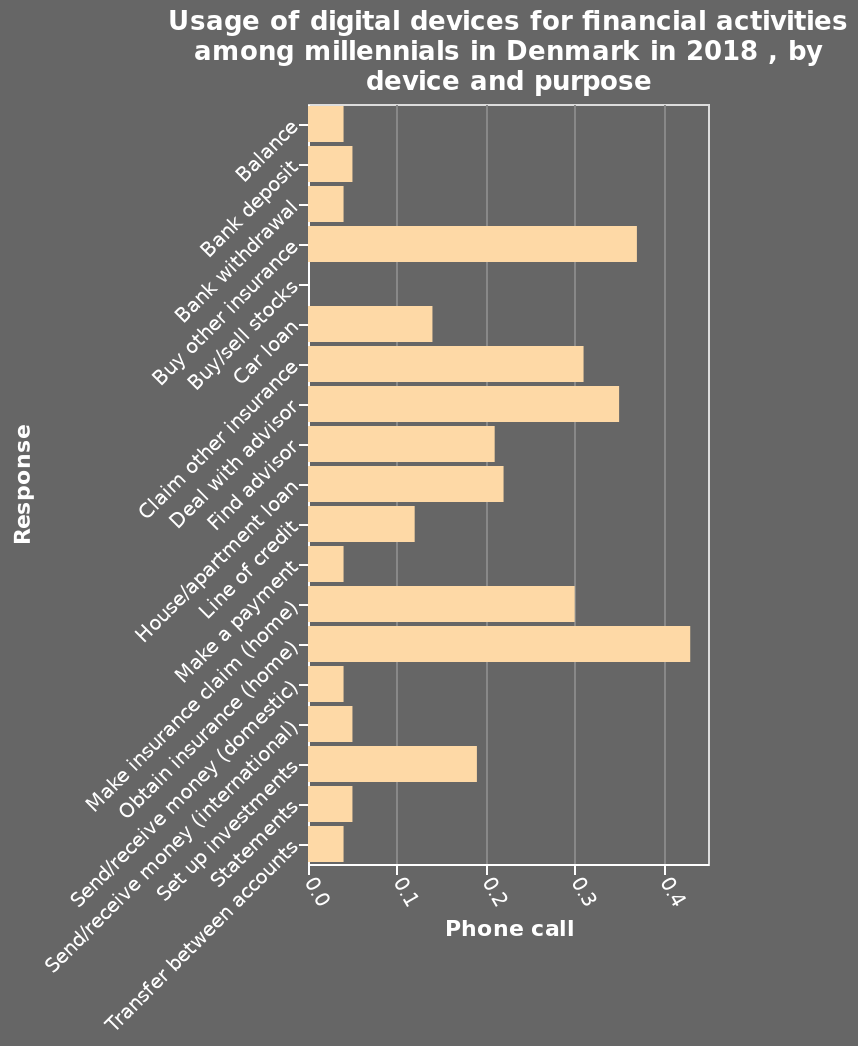 Usage of digital devices for financial activities
among millennials in Denmark in 2018 , by
device and purpose
Response
Balance
Bank deposit
Bank withdrawal
Buy other insurance
Buy/sell stocks
Car loan
Claim other insurance
Deal with advisor
Find advisor
House/apartment loan
Line of credit
Make a payment
Make insurance claim (home)
Obtain insurance (home)
Send/receive money (domestic)
Send/receive money (international)
Set up investments
Statements
Transfer between accounts
0.0
0.1
0.2
0.3
0.4
Phone call